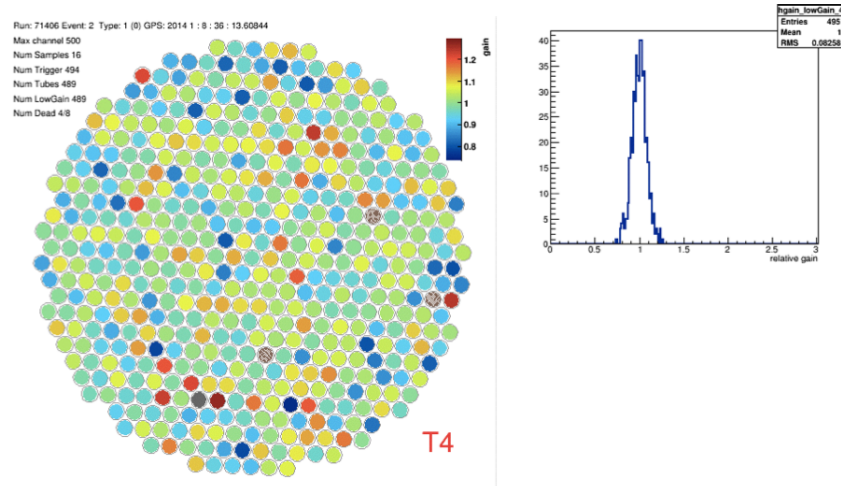 Run: 71406 Event: 2 Type: 1 (0) GPS: 2014 1 : 8 : 36 : 13.60844
Max channel 500
Num Samples 16
Num Trigger 494
Num Tubes 489
Num LowGain 489
Num Dead 4/8
gain
1.2
1.1
1
0.9
0.8
T4
hgain_lowGain_4
Entries 495
Mean 1
RMS 0.08258
40
35
30
25
20
15
10
5
0
0 0.5 1 1.5 2 2.5 3
relative gain